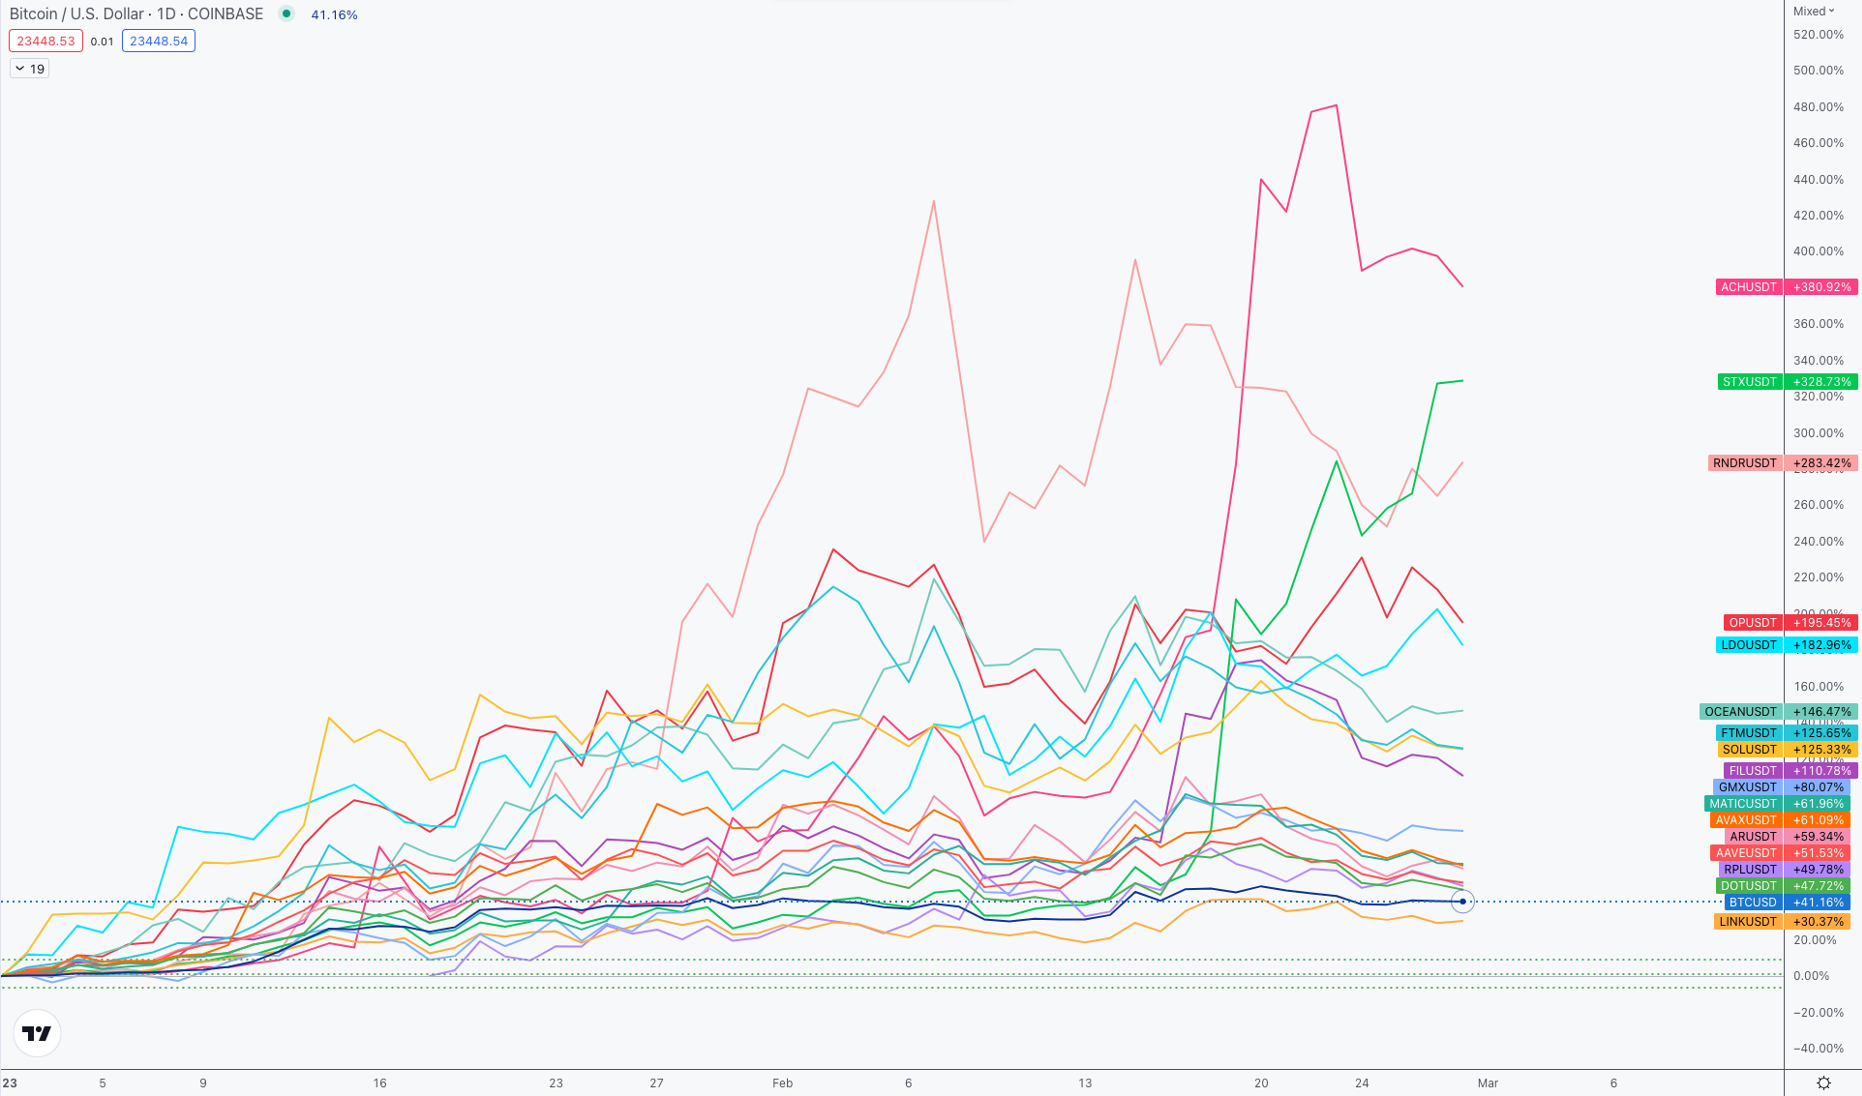 Bitcoin / U.S. Dollar · 1D · COINBASE 41.16%
23448.53 0.01 23448.54
19
Mixed
520.00%
500.00%
480.00%
460.00%
440.00%
420.00%
400.00%
ACHUSDT +380.92%
360.00%
340.00%
STXUSDT +328.73%
320.00%
300.00%
RNDRUSDT +283.42%
260.00%
240.00%
220.00%
200.00%
OPUSDT +195.45%
LDOUSDT +182.96%
160.00%
OCEANUSDT +146.47%
140.00%
FTMUSDT +125.65%
SOLUSDT +125.33%
120.00%
FILUSDT +110.78%
GMXUSDT +80.07%
MATICUSDT +61.96%
AVAXUSDT +61.09%
ARUSDT +59.34%
AAVEUSDT +51.53%
RPLUSDT +49.78%
DOTUSDT +47.72%
BTCUSD +41.16%
LINKUSDT +30.37%
20.00%
0.00%
−20.00%
−40.00%
23 5 9 16 23 27 Feb 6 13 20 24 Mar 6